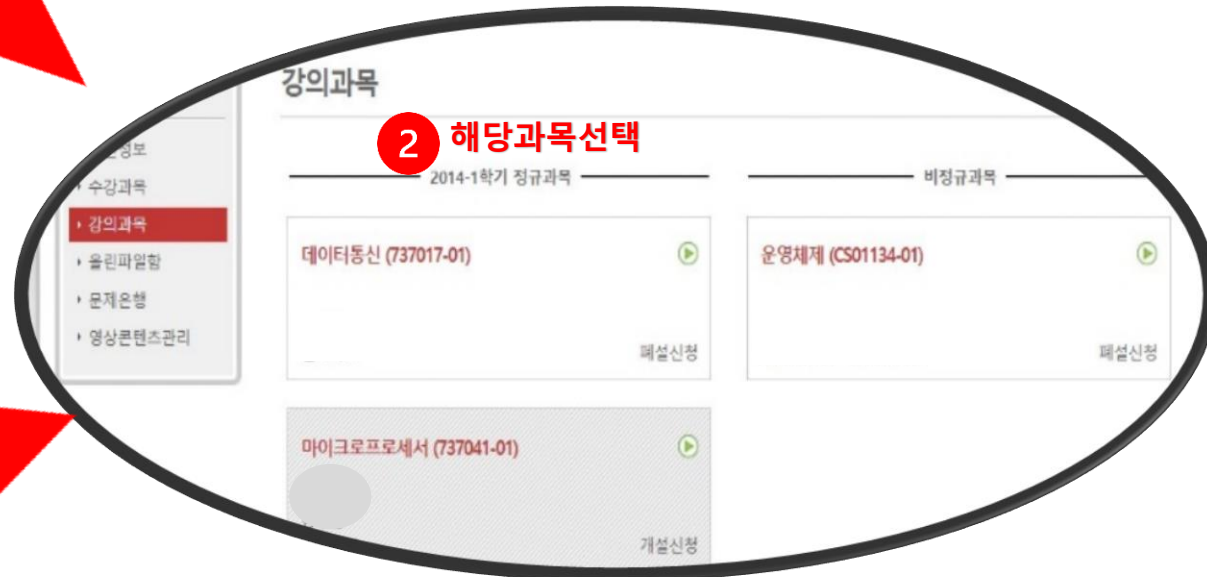 강의과목
2 해당과목선택
정보
수강과목
강의과목
올린파일함
문제은행
영상콘텐츠관리
2014-1학기 정규과목
데이터통신 (737017-01)
폐설신청
마이크로프로세서 (737041-01)
개설신청
비정규과목
운영체제 (CS01134-01)
폐설신청